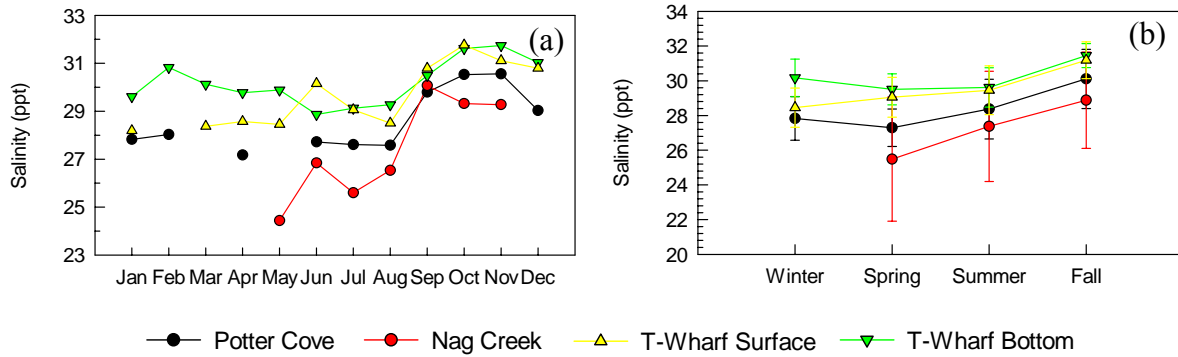 (a)
Salinity (ppt)
33
31
29
27
25
23
Jan Feb Mar Apr May Jun Jul Aug Sep Oct Nov Dec
(b)
Salinity (ppt)
34
32
30
28
26
24
22
20
Winter Spring Summer Fall
Potter Cove Nag Creek T-Wharf Surface T-Wharf Bottom